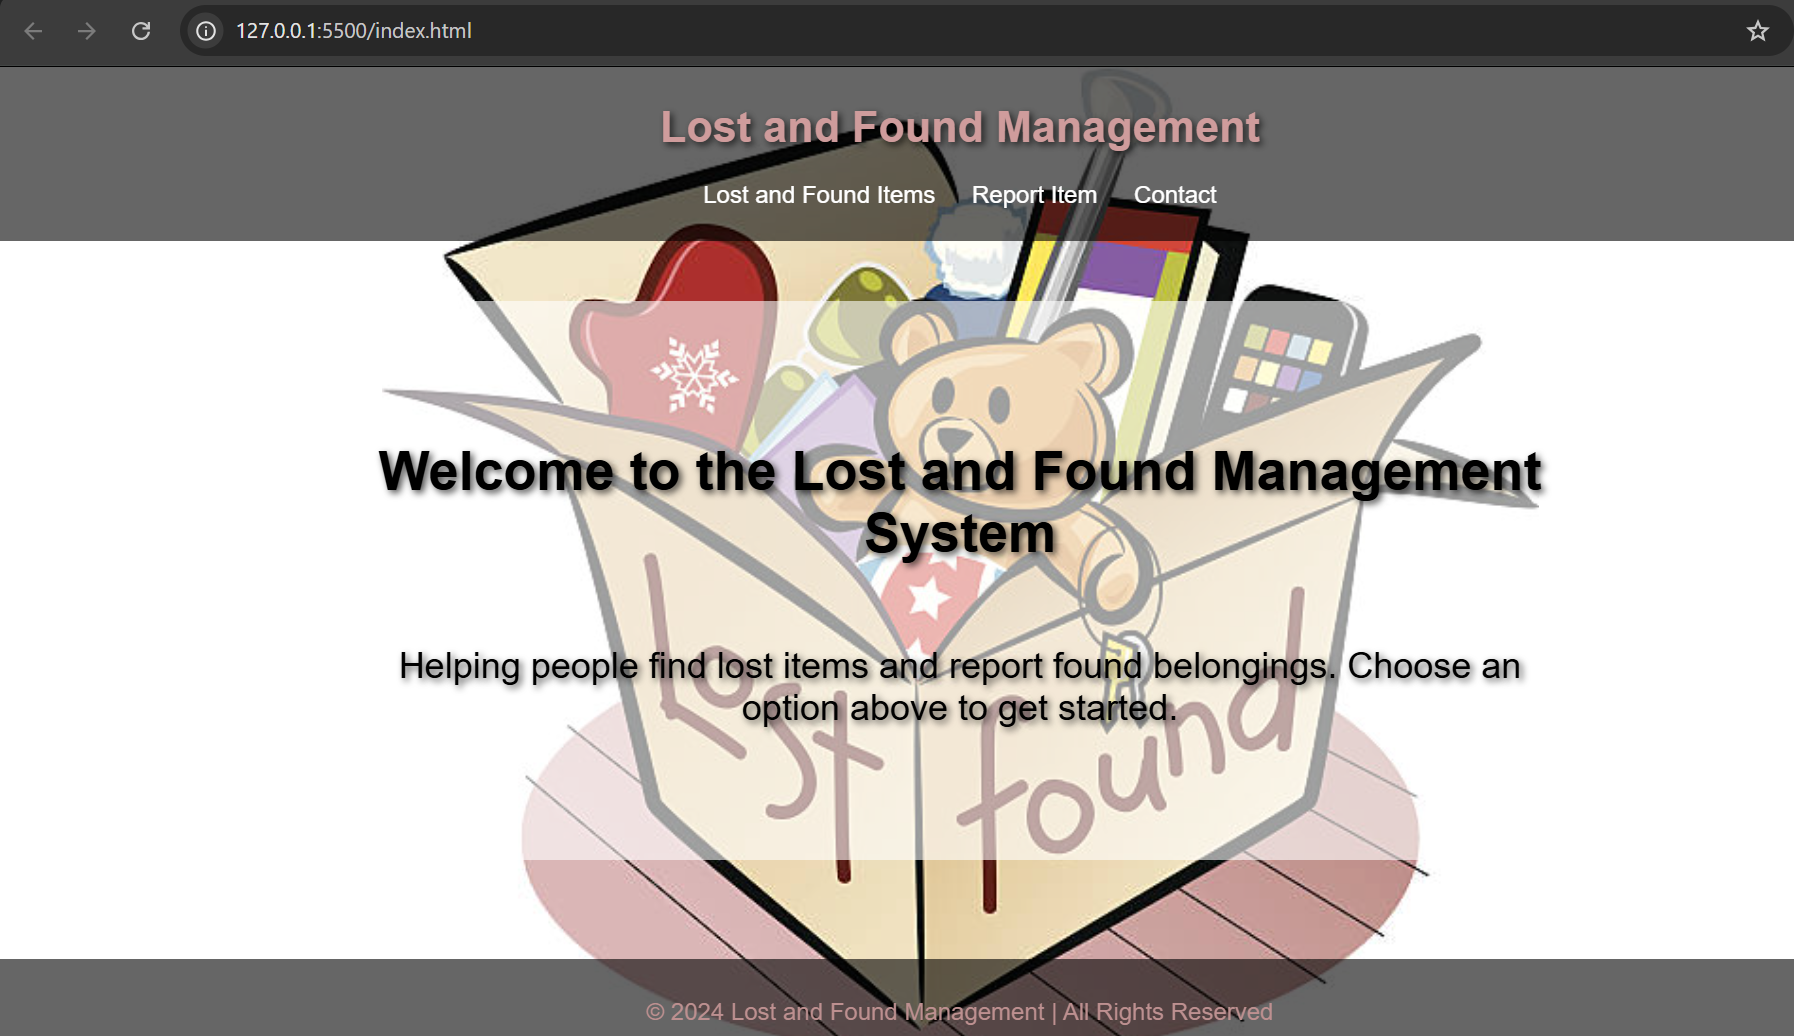 127.0.0.1:5500/index.html
Lost and Found Management
Lost and Found Items Report Item Contact
Welcome to the Lost and Found Management
System
Helping people find lost items and report found belongings. Choose an
option above to get started.
Lost found
© 2024 Lost and Found Management | All Rights Reserved